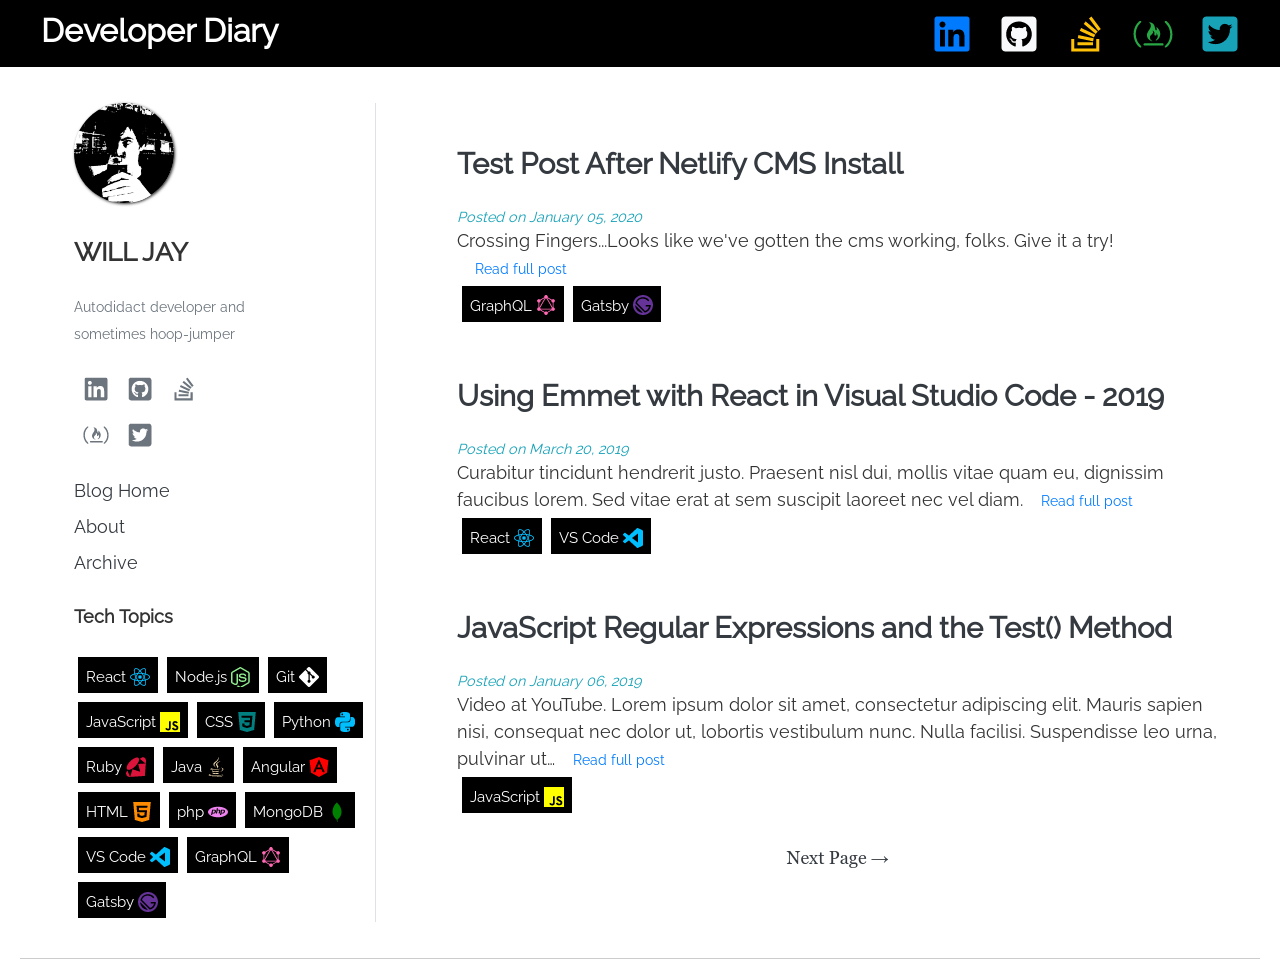 Developer Diary
WILL JAY
Autodidact developer and
sometimes hoop-jumper
Blog Home
About
Archive
Tech Topics
React
Node.js
Git
JavaScript
CSS
Python
Ruby
Java
Angular
HTML
php
MongoDB
VS Code
GraphQL
Gatsby
Test Post After Netlify CMS Install
Posted on January 05, 2020
Crossing Fingers...Looks like we've gotten the cms working, folks. Give it a try!
Read full post
GraphQL
Gatsby
Using Emmet with React in Visual Studio Code - 2019
Posted on March 20, 2019
Curabitur tincidunt hendrerit justo. Praesent nisl dui, mollis vitae quam eu, dignissim
faucibus lorem. Sed vitae erat at sem suscipit laoreet nec vel diam. Read full post
React
VS Code
JavaScript Regular Expressions and the Test() Method
Posted on January 06, 2019
Video at YouTube. Lorem ipsum dolor sit amet, consectetur adipiscing elit. Mauris sapien
nisi, consequat nec dolor ut, lobortis vestibulum nunc. Nulla facilisi. Suspendisse leo urna,
pulvinar ut… Read full post
JavaScript
Next Page →